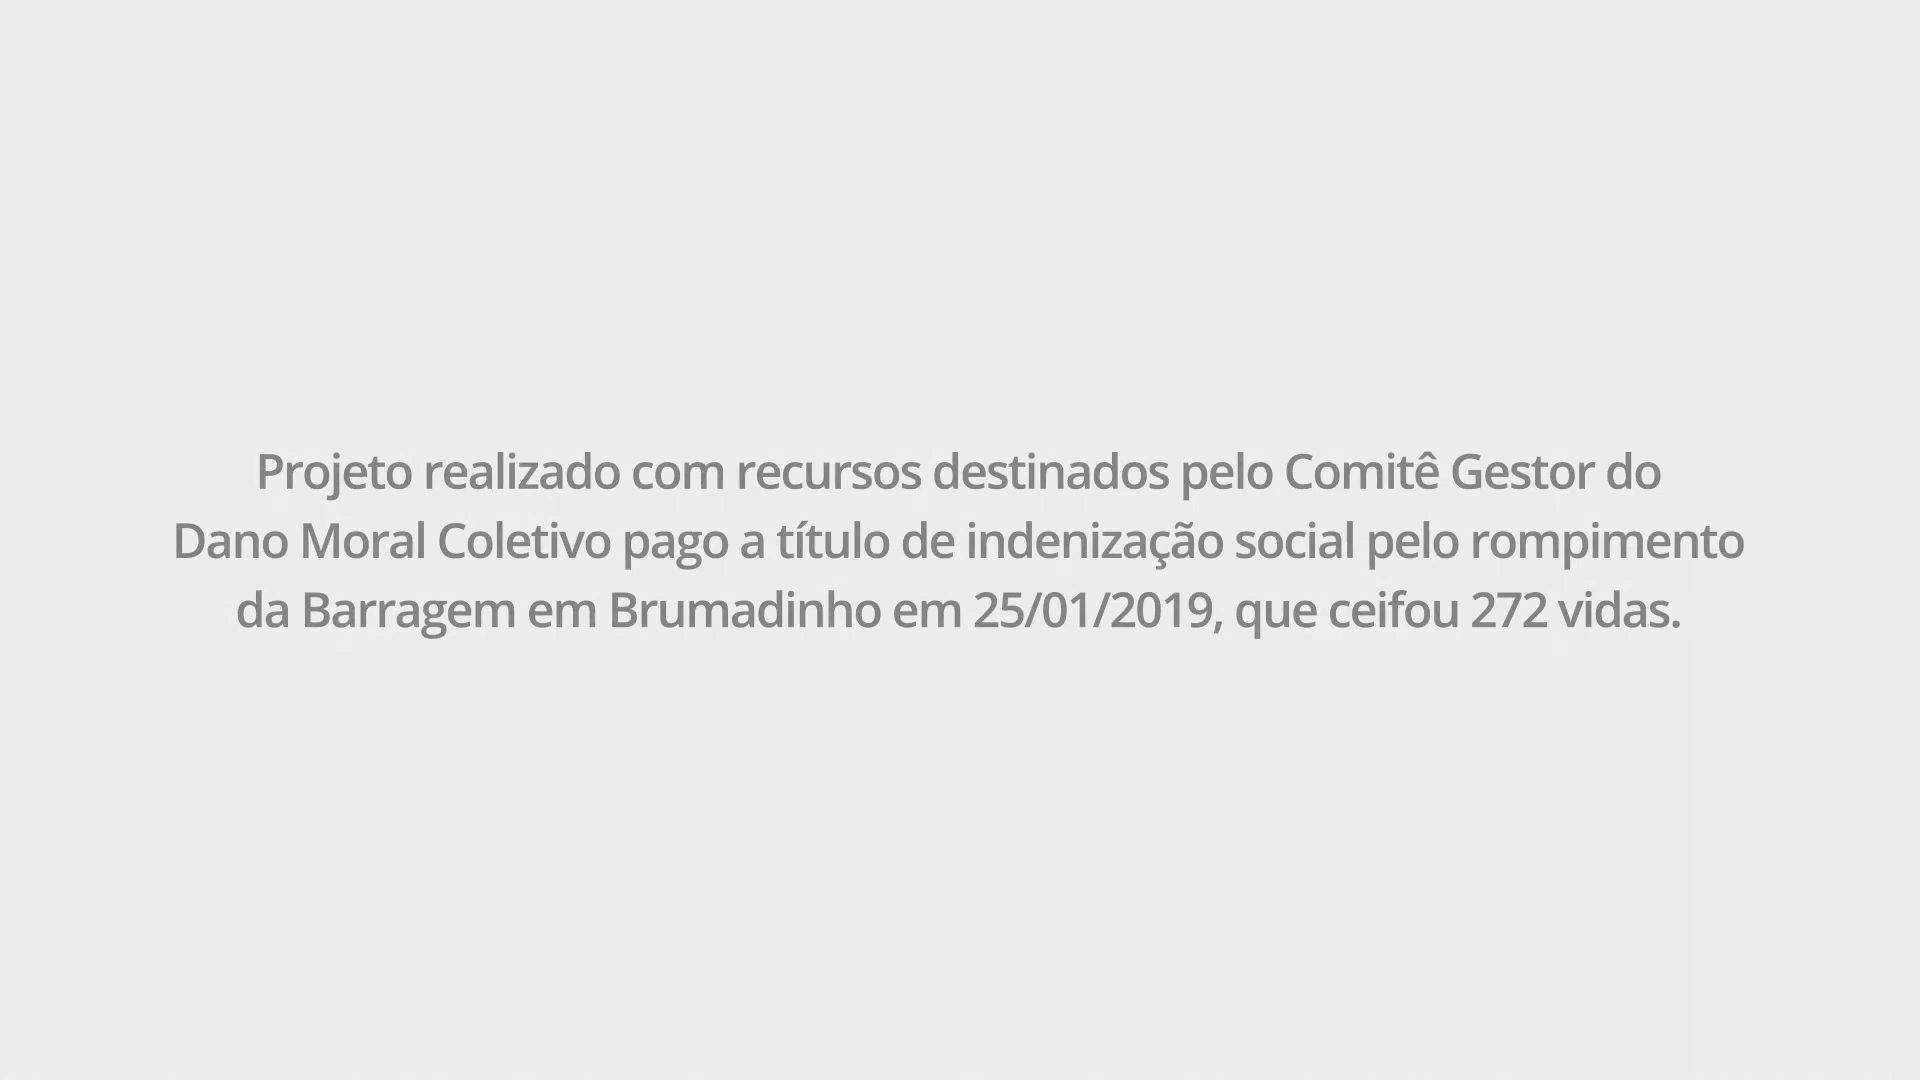 Projeto realizado com recursos destinados pelo Comitê Gestor do
Dano Moral Coletivo pago a título de indenização social pelo rompimento
da Barragem em Brumadinho em 25/01/2019, que ceifou 272 vidas.